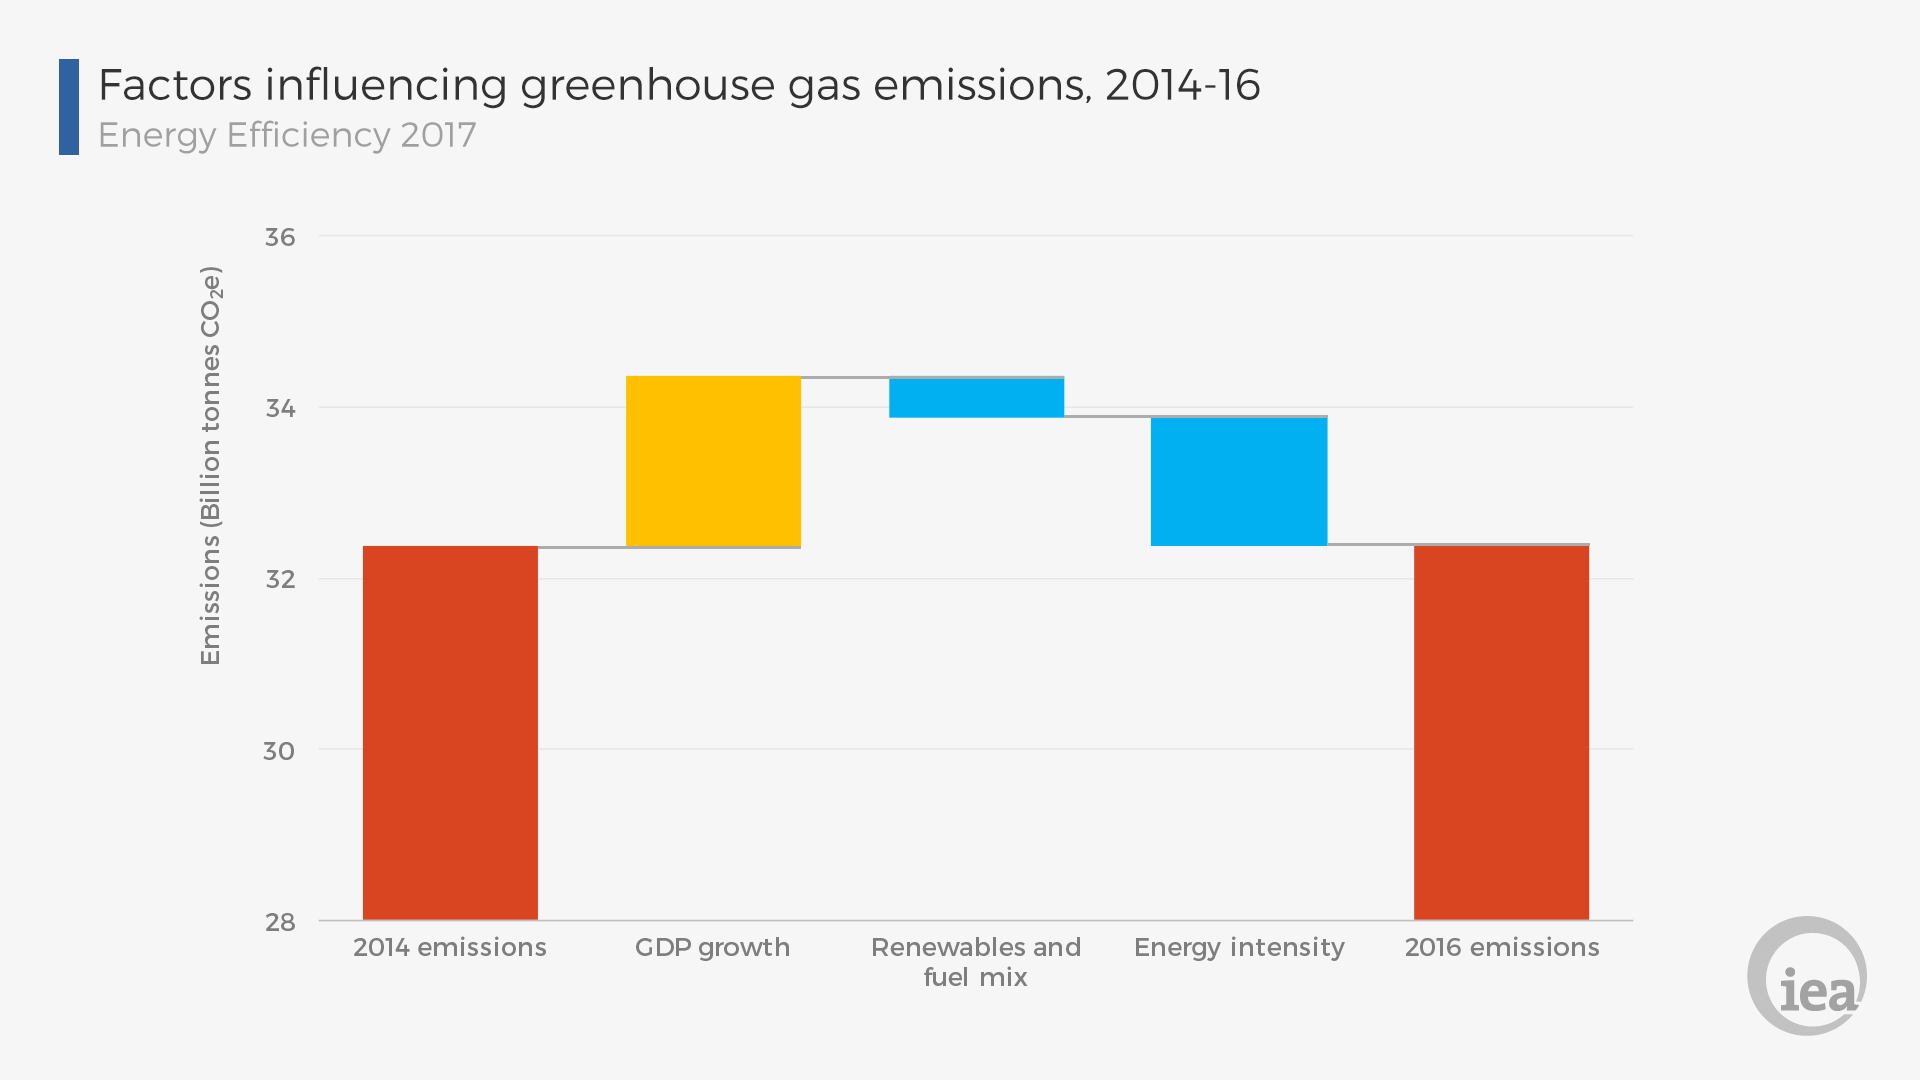 Factors influencing greenhouse gas emissions, 2014-16
Energy Efficiency 2017
Emissions (Billion tonnes CO₂e)
36
34
32
30
28
2014 emissions
GDP growth
Renewables and
fuel mix
Energy intensity
2016 emissions
iea